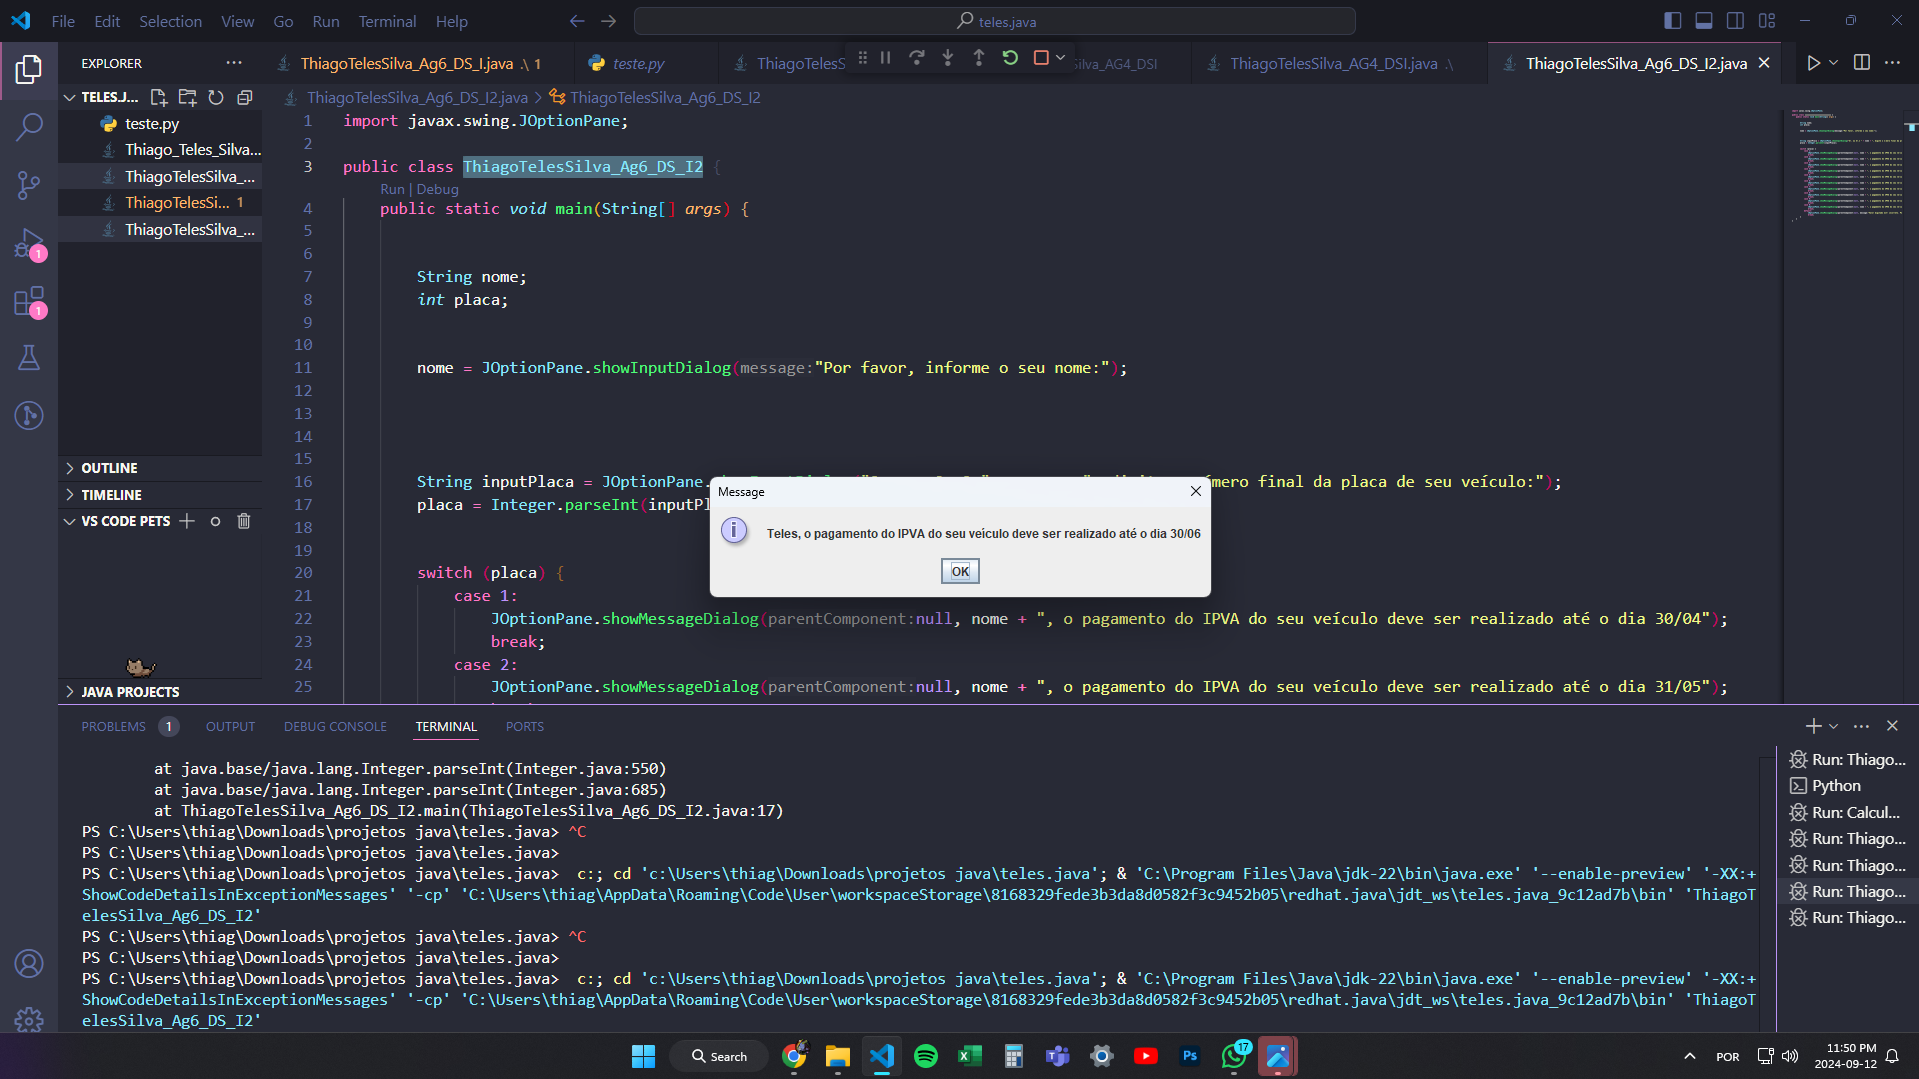 File Edit Selection View Go Run Terminal Help
teles.java
EXPLORER
ThiagoTelesSilva_Ag6_DS_I.java .\ 1
teste.py
ThiagoTelesS
Silva_AG4_DSI
ThiagoTelesSilva_AG4_DSI.java .\
ThiagoTelesSilva_Ag6_DS_I2.java
TELES.J...
teste.py
Thiago_Teles_Silva...
ThiagoTelesSilva_...
ThiagoTelesSi... 1
ThiagoTelesSilva_...
1
1
OUTLINE
TIMELINE
VS CODE PETS
JAVA PROJECTS
ThiagoTelesSilva_Ag6_DS_I2.java > ThiagoTelesSilva_Ag6_DS_I2
1 import javax.swing.JOptionPane;
2
3 public class ThiagoTelesSilva_Ag6_DS_I2 {
Run | Debug
4 public static void main(String[] args) {
5
6
7 String nome;
8 int placa;
9
10
11 nome = JOptionPane.showInputDialog(message:"Por favor, informe o seu nome:");
12
13
14
15
16 String inputPlaca = JOptionPane.
mero final da placa de seu veículo:");
17 placa = Integer.parseInt(inputPl
18
19
20 switch (placa) {
21 case 1:
22 JOptionPane.showMessageDialog(parentComponent:null, nome + ", o pagamento do IPVA do seu veículo deve ser realizado até o dia 30/04");
23 break;
24 case 2:
25 JOptionPane.showMessageDialog(parentComponent:null, nome + ", o pagamento do IPVA do seu veículo deve ser realizado até o dia 31/05");
Message
Teles, o pagamento do IPVA do seu veículo deve ser realizado até o dia 30/06
OK
PROBLEMS 1 OUTPUT DEBUG CONSOLE TERMINAL PORTS
at java.base/java.lang.Integer.parseInt(Integer.java:550)
at java.base/java.lang.Integer.parseInt(Integer.java:685)
at ThiagoTelesSilva_Ag6_DS_I2.main(ThiagoTelesSilva_Ag6_DS_I2.java:17)
PS C:\Users\thiag\Downloads\projetos java\teles.java> ^C
PS C:\Users\thiag\Downloads\projetos java\teles.java>
PS C:\Users\thiag\Downloads\projetos java\teles.java> c:; cd 'c:\Users\thiag\Downloads\projetos java\teles.java'; & 'C:\Program Files\Java\jdk-22\bin\java.exe' '--enable-preview' '-XX:+
ShowCodeDetailsInExceptionMessages' '-cp' 'C:\Users\thiag\AppData\Roaming\Code\User\workspaceStorage\8168329fede3b3da8d0582f3c9452b05\redhat.java\jdt_ws\teles.java_9c12ad7b\bin' 'ThiagoT
elesSilva_Ag6_DS_I2'
PS C:\Users\thiag\Downloads\projetos java\teles.java> ^C
PS C:\Users\thiag\Downloads\projetos java\teles.java>
PS C:\Users\thiag\Downloads\projetos java\teles.java> c:; cd 'c:\Users\thiag\Downloads\projetos java\teles.java'; & 'C:\Program Files\Java\jdk-22\bin\java.exe' '--enable-preview' '-XX:+
ShowCodeDetailsInExceptionMessages' '-cp' 'C:\Users\thiag\AppData\Roaming\Code\User\workspaceStorage\8168329fede3b3da8d0582f3c9452b05\redhat.java\jdt_ws\teles.java_9c12ad7b\bin' 'ThiagoT
elesSilva_Ag6_DS_I2'
Run: Thiago...
Python
Run: Calcul...
Run: Thiago...
Run: Thiago...
Run: Thiago...
Run: Thiago...
Search
Ps
17
POR
11:50 PM
2024-09-12